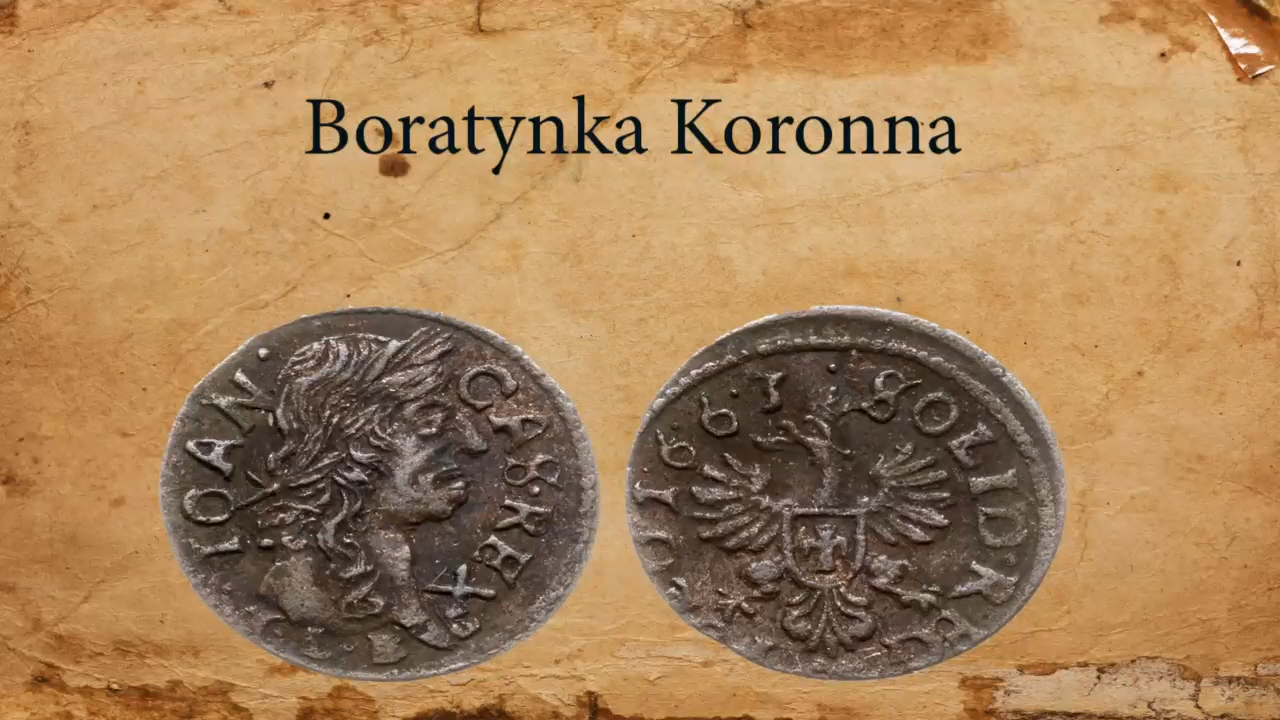 Boratynka Koronna
IOAN · CAS · REX
1663 · SOLID · R